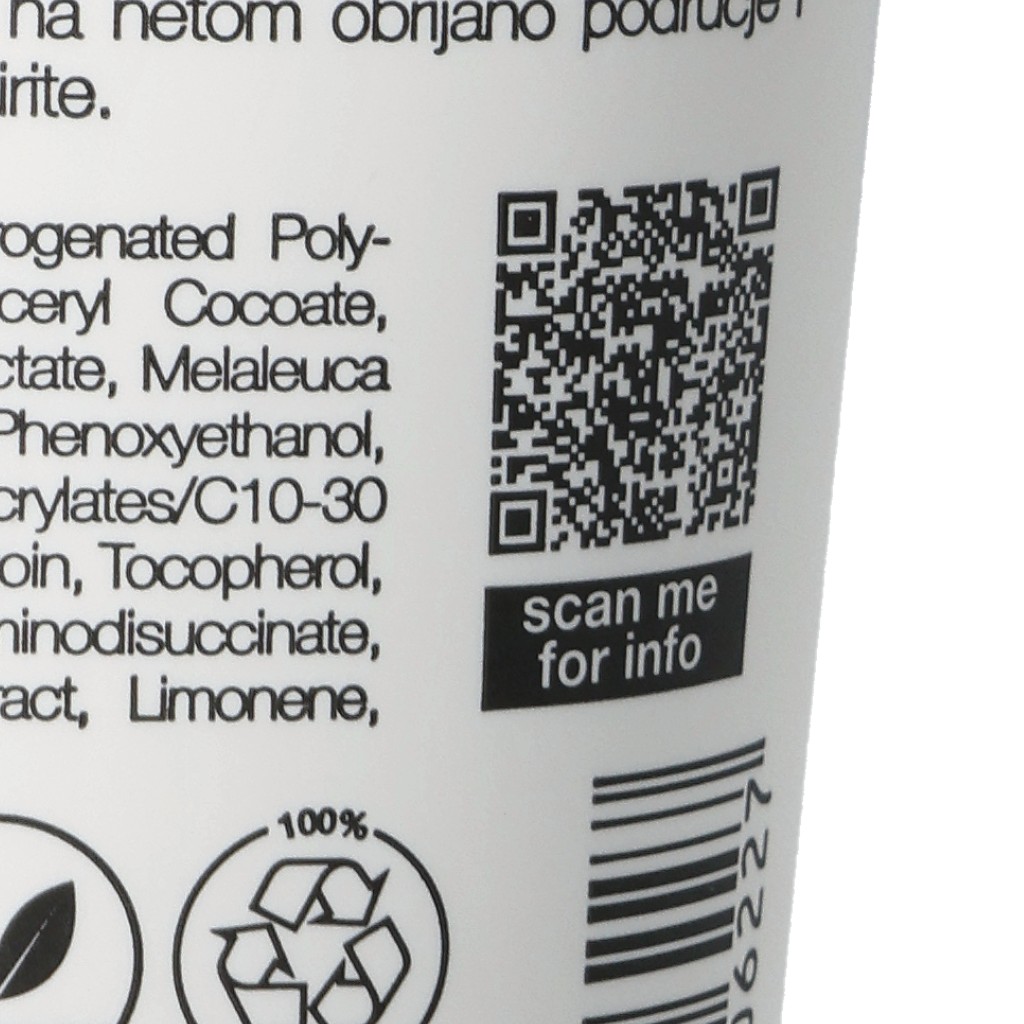 na netom obrijano područje i
irite.
rogenated Poly-
ceryl Cocoate,
ctate, Melaleuca
Phenoxyethanol,
crylates/C10-30
oin, Tocopherol,
minodisuccinate,
ract, Limonene,
scan me
for info
100%
06227